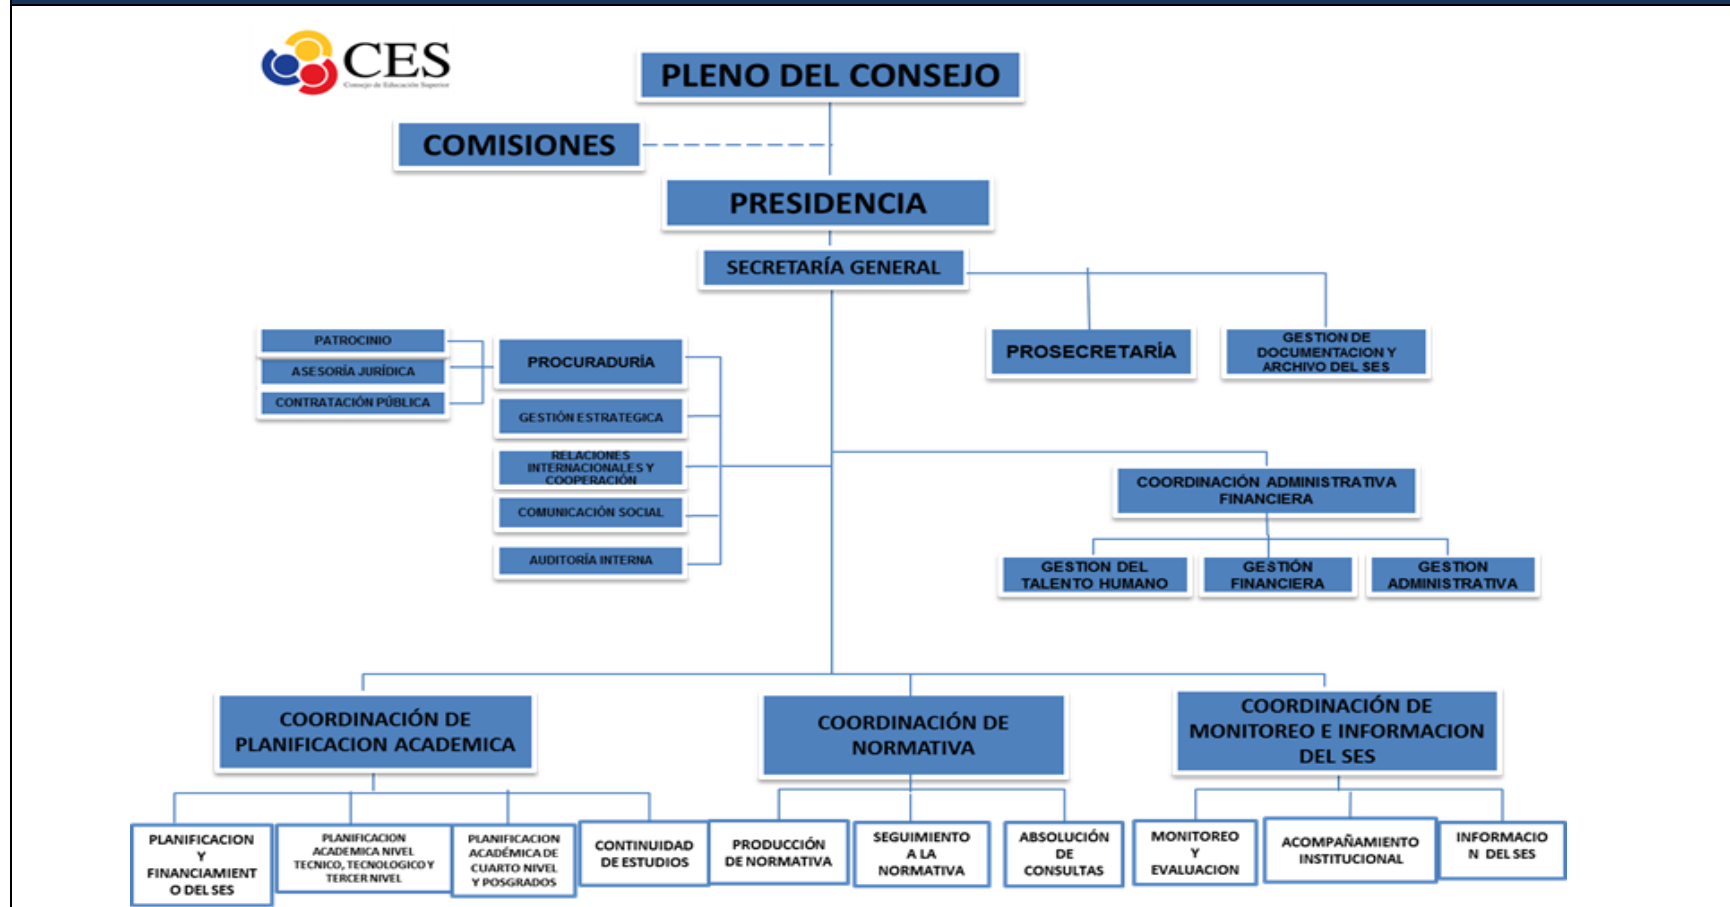 CES
Consejo de Educación Superior
PLENO DEL CONSEJO
COMISIONES
PRESIDENCIA
SECRETARÍA GENERAL
PROSECRETARÍA
GESTION DE
DOCUMENTACION Y
ARCHIVO DEL SES
PATROCINIO
ASESORÍA JURÍDICA
CONTRATACIÓN PÚBLICA
PROCURADURÍA
GESTIÓN ESTRATEGICA
RELACIONES
INTERNACIONALES Y
COOPERACIÓN
COMUNICACIÓN SOCIAL
AUDITORÍA INTERNA
COORDINACIÓN ADMINISTRATIVA
FINANCIERA
GESTION DEL
TALENTO HUMANO
GESTIÓN
FINANCIERA
GESTION
ADMINISTRATIVA
COORDINACIÓN DE
PLANIFICACION ACADEMICA
COORDINACIÓN DE
NORMATIVA
COORDINACIÓN DE
MONITOREO E INFORMACION
DEL SES
PLANIFICACION
Y
FINANCIAMIENT
O DEL SES
PLANIFICACION
ACADEMICA NIVEL
TECNICO, TECNOLOGICO Y
TERCER NIVEL
PLANIFICACION
ACADÉMICA DE
CUARTO NIVEL
Y POSGRADOS
CONTINUIDAD
DE ESTUDIOS
PRODUCCIÓN
DE NORMATIVA
SEGUIMIENTO
A LA
NORMATIVA
ABSOLUCIÓN
DE
CONSULTAS
MONITOREO
Y
EVALUACION
ACOMPAÑAMIENTO
INSTITUCIONAL
INFORMACIO
N DEL SES